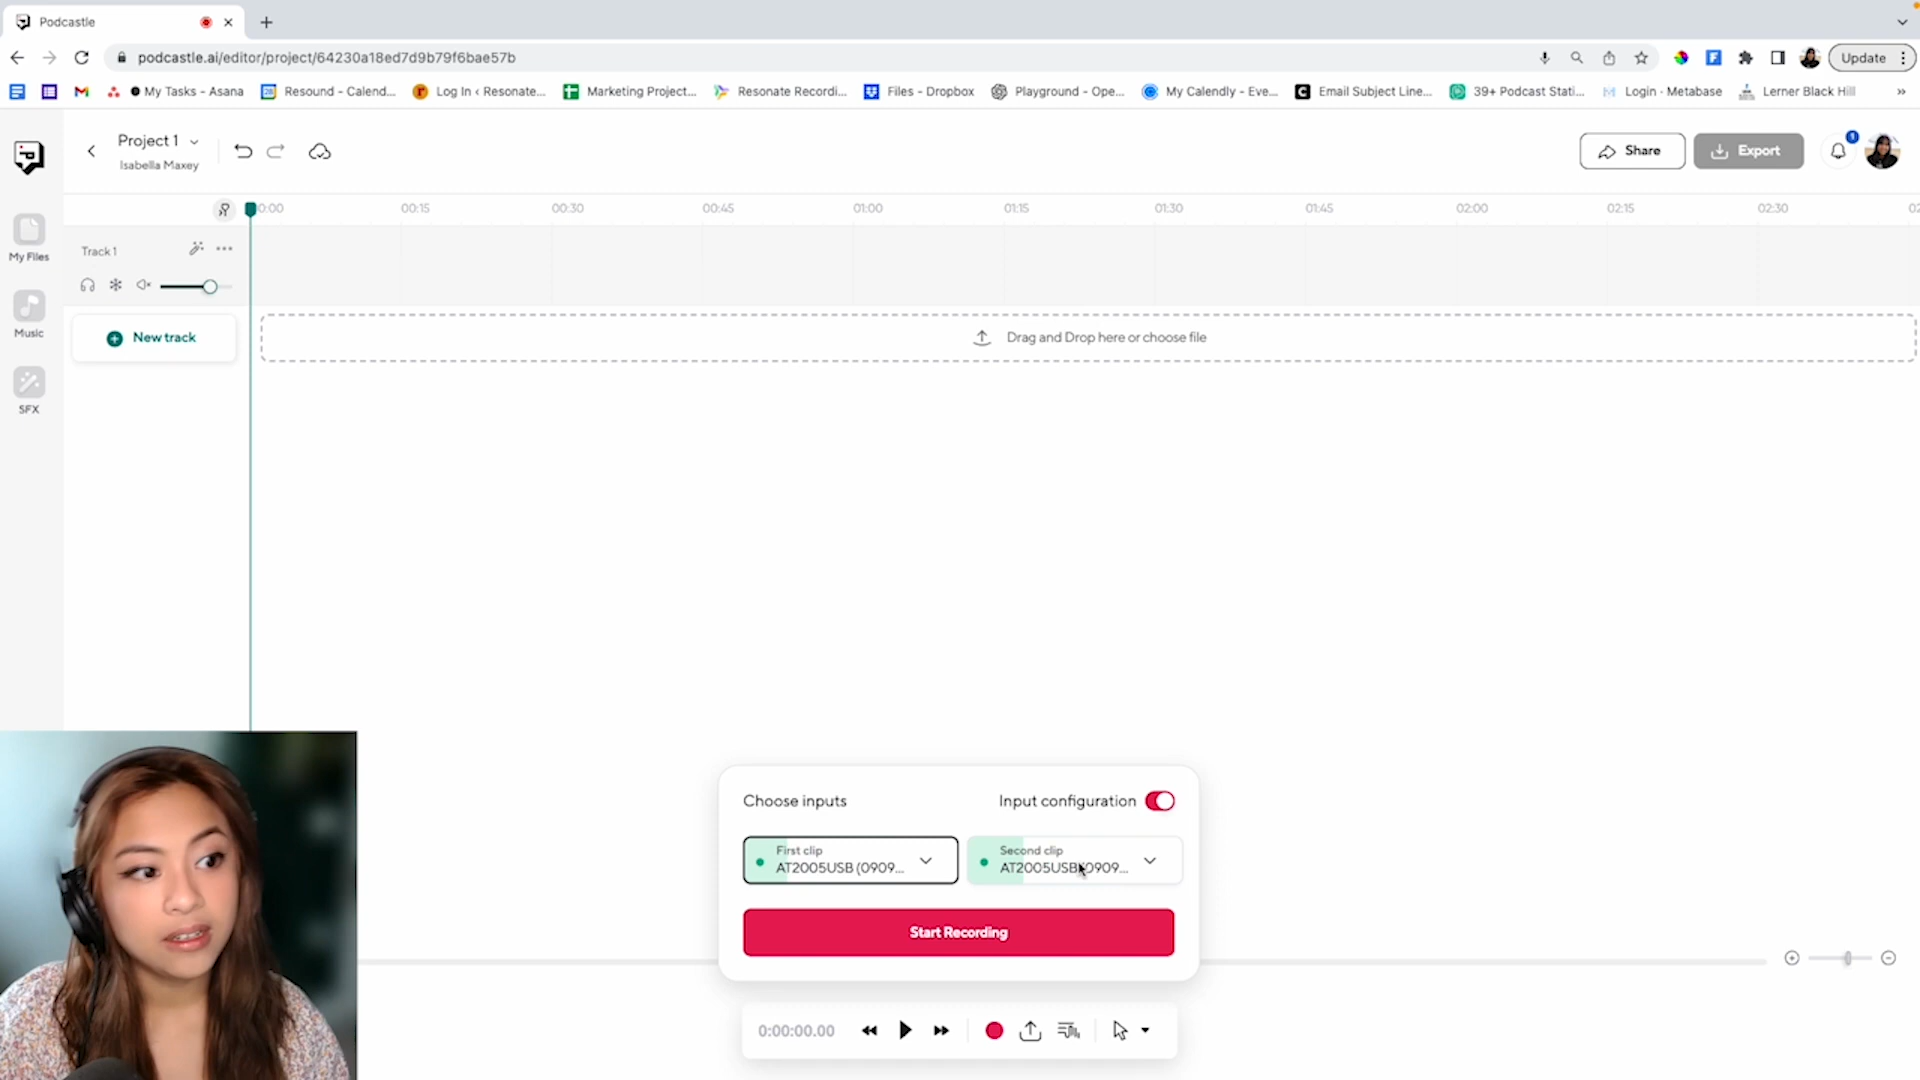 Podcastle
podcastle.ai/editor/project/64230a18ed7d9b79f6bae57b
Update
My Tasks - Asana
Resound - Calend...
Log In ‹ Resonate...
Marketing Project...
Resonate Recordi...
Files - Dropbox
Playground - Ope...
My Calendly - Eve...
Email Subject Line...
39+ Podcast Stati...
Login · Metabase
Lerner Black Hill
»
Project 1
Isabella Maxey
Share
Export
1
00:15
00:30
00:45
01:00
01:15
01:30
01:45
02:00
02:15
02:30
My Files
Music
SFX
Track 1
New track
Drag and Drop here or choose file
Choose inputs
Input configuration
First clip
AT2005USB (0909...
Second clip
AT2005USB (0909...
Start Recording
0:00:00.00